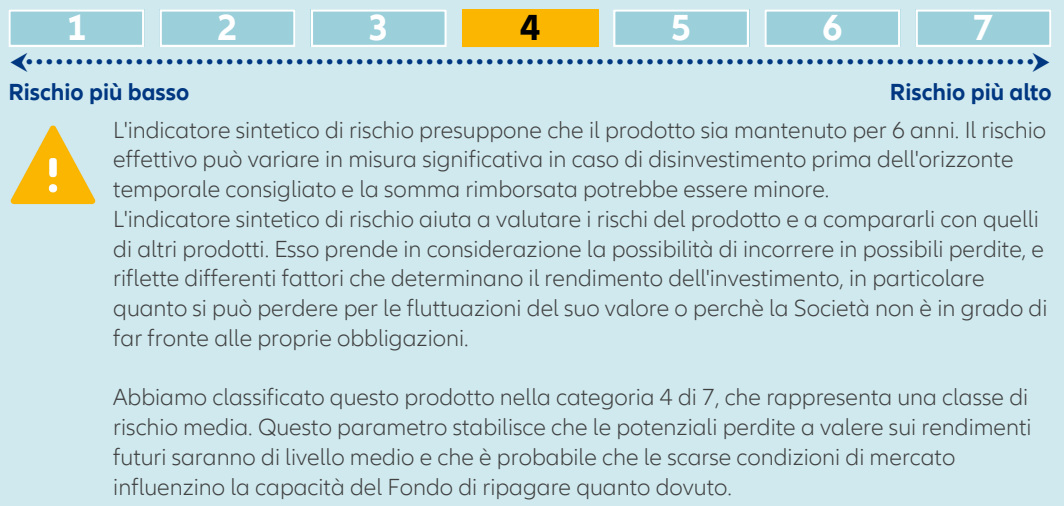 1 2 3 4 5 6 7
Rischio più basso Rischio più alto
!
L'indicatore sintetico di rischio presuppone che il prodotto sia mantenuto per 6 anni. Il rischio
effettivo può variare in misura significativa in caso di disinvestimento prima dell'orizzonte
temporale consigliato e la somma rimborsata potrebbe essere minore.
L'indicatore sintetico di rischio aiuta a valutare i rischi del prodotto e a compararli con quelli
di altri prodotti. Esso prende in considerazione la possibilità di incorrere in possibili perdite, e
riflette differenti fattori che determinano il rendimento dell'investimento, in particolare
quanto si può perdere per le fluttuazioni del suo valore o perchè la Società non è in grado di
far fronte alle proprie obbligazioni.
Abbiamo classificato questo prodotto nella categoria 4 di 7, che rappresenta una classe di
rischio media. Questo parametro stabilisce che le potenziali perdite a valere sui rendimenti
futuri saranno di livello medio e che è probabile che le scarse condizioni di mercato
influenzino la capacità del Fondo di ripagare quanto dovuto.